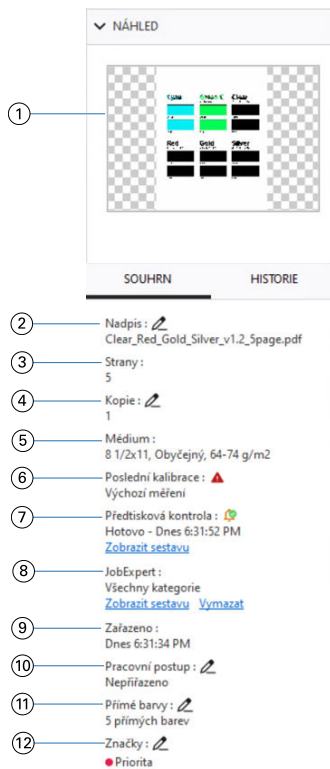 NÁHLED
1
Clear
Red Gold Silver
SOUHRN HISTORIE
2 Nadpis :
Clear_Red_Gold_Silver_v1.2_5page.pdf
3 Strany :
5
4 Kopie :
1
5 Médium :
8 1/2x11, Obyčejný, 64-74 g/m2
6 Poslední kalibrace :
Výchozí měření
7 Předtisková kontrola :
Hotovo - Dnes 6:31:52 PM
Zobrazit sestavu
8 JobExpert :
Všechny kategorie
Zobrazit sestavu Vymazat
9 Zařazeno :
Dnes 6:31:34 PM
10 Pracovní postup :
Nepřiřazeno
11 Přímé barvy :
5 přímých barev
12 Značky :
Priorita